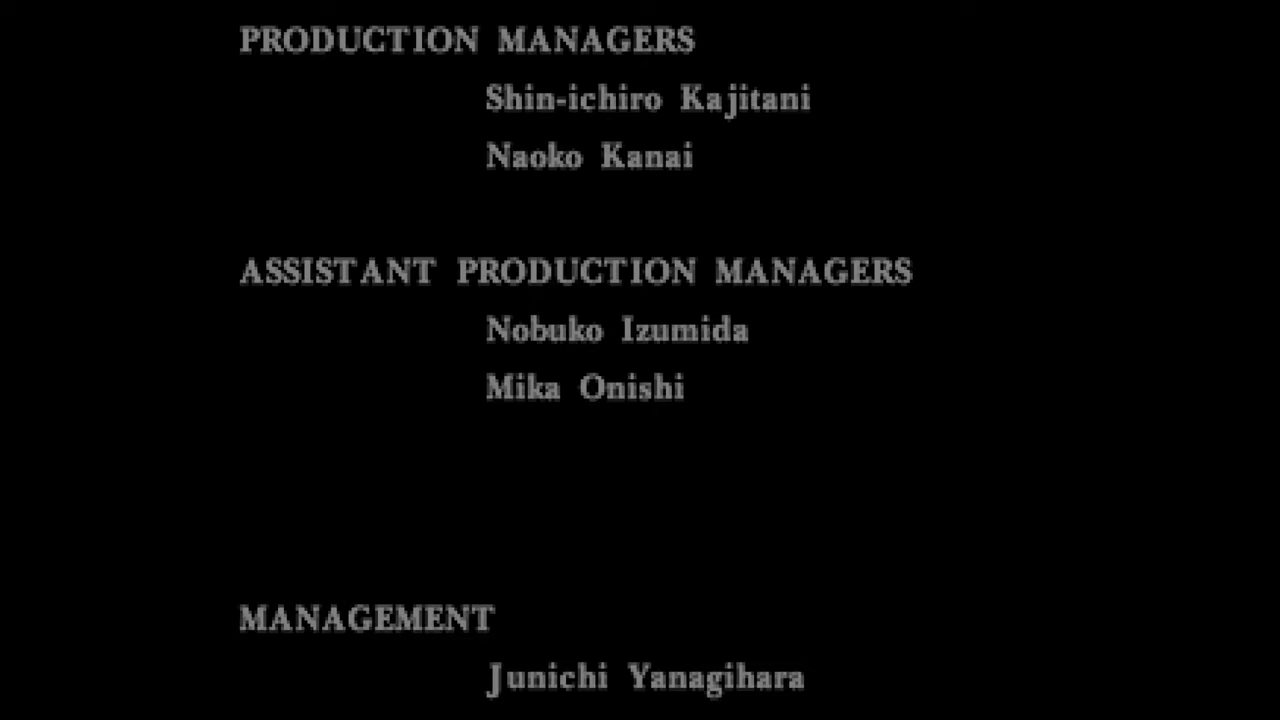 PRODUCTION MANAGERS
Shin-ichiro Kajitani
Naoko Kanai
ASSISTANT PRODUCTION MANAGERS
Nobuko Izumida
Mika Onishi
MANAGEMENT
Junichi Yanagihara